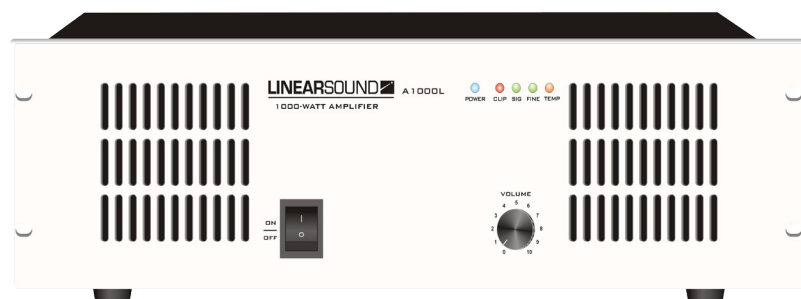 LINEARSOUND A1000L
1000-WATT AMPLIFIER
POWER CLIP SIG FINE TEMP
VOLUME
0 1 2 3 4 5 6 7 8 9 10
ON
OFF
I
O